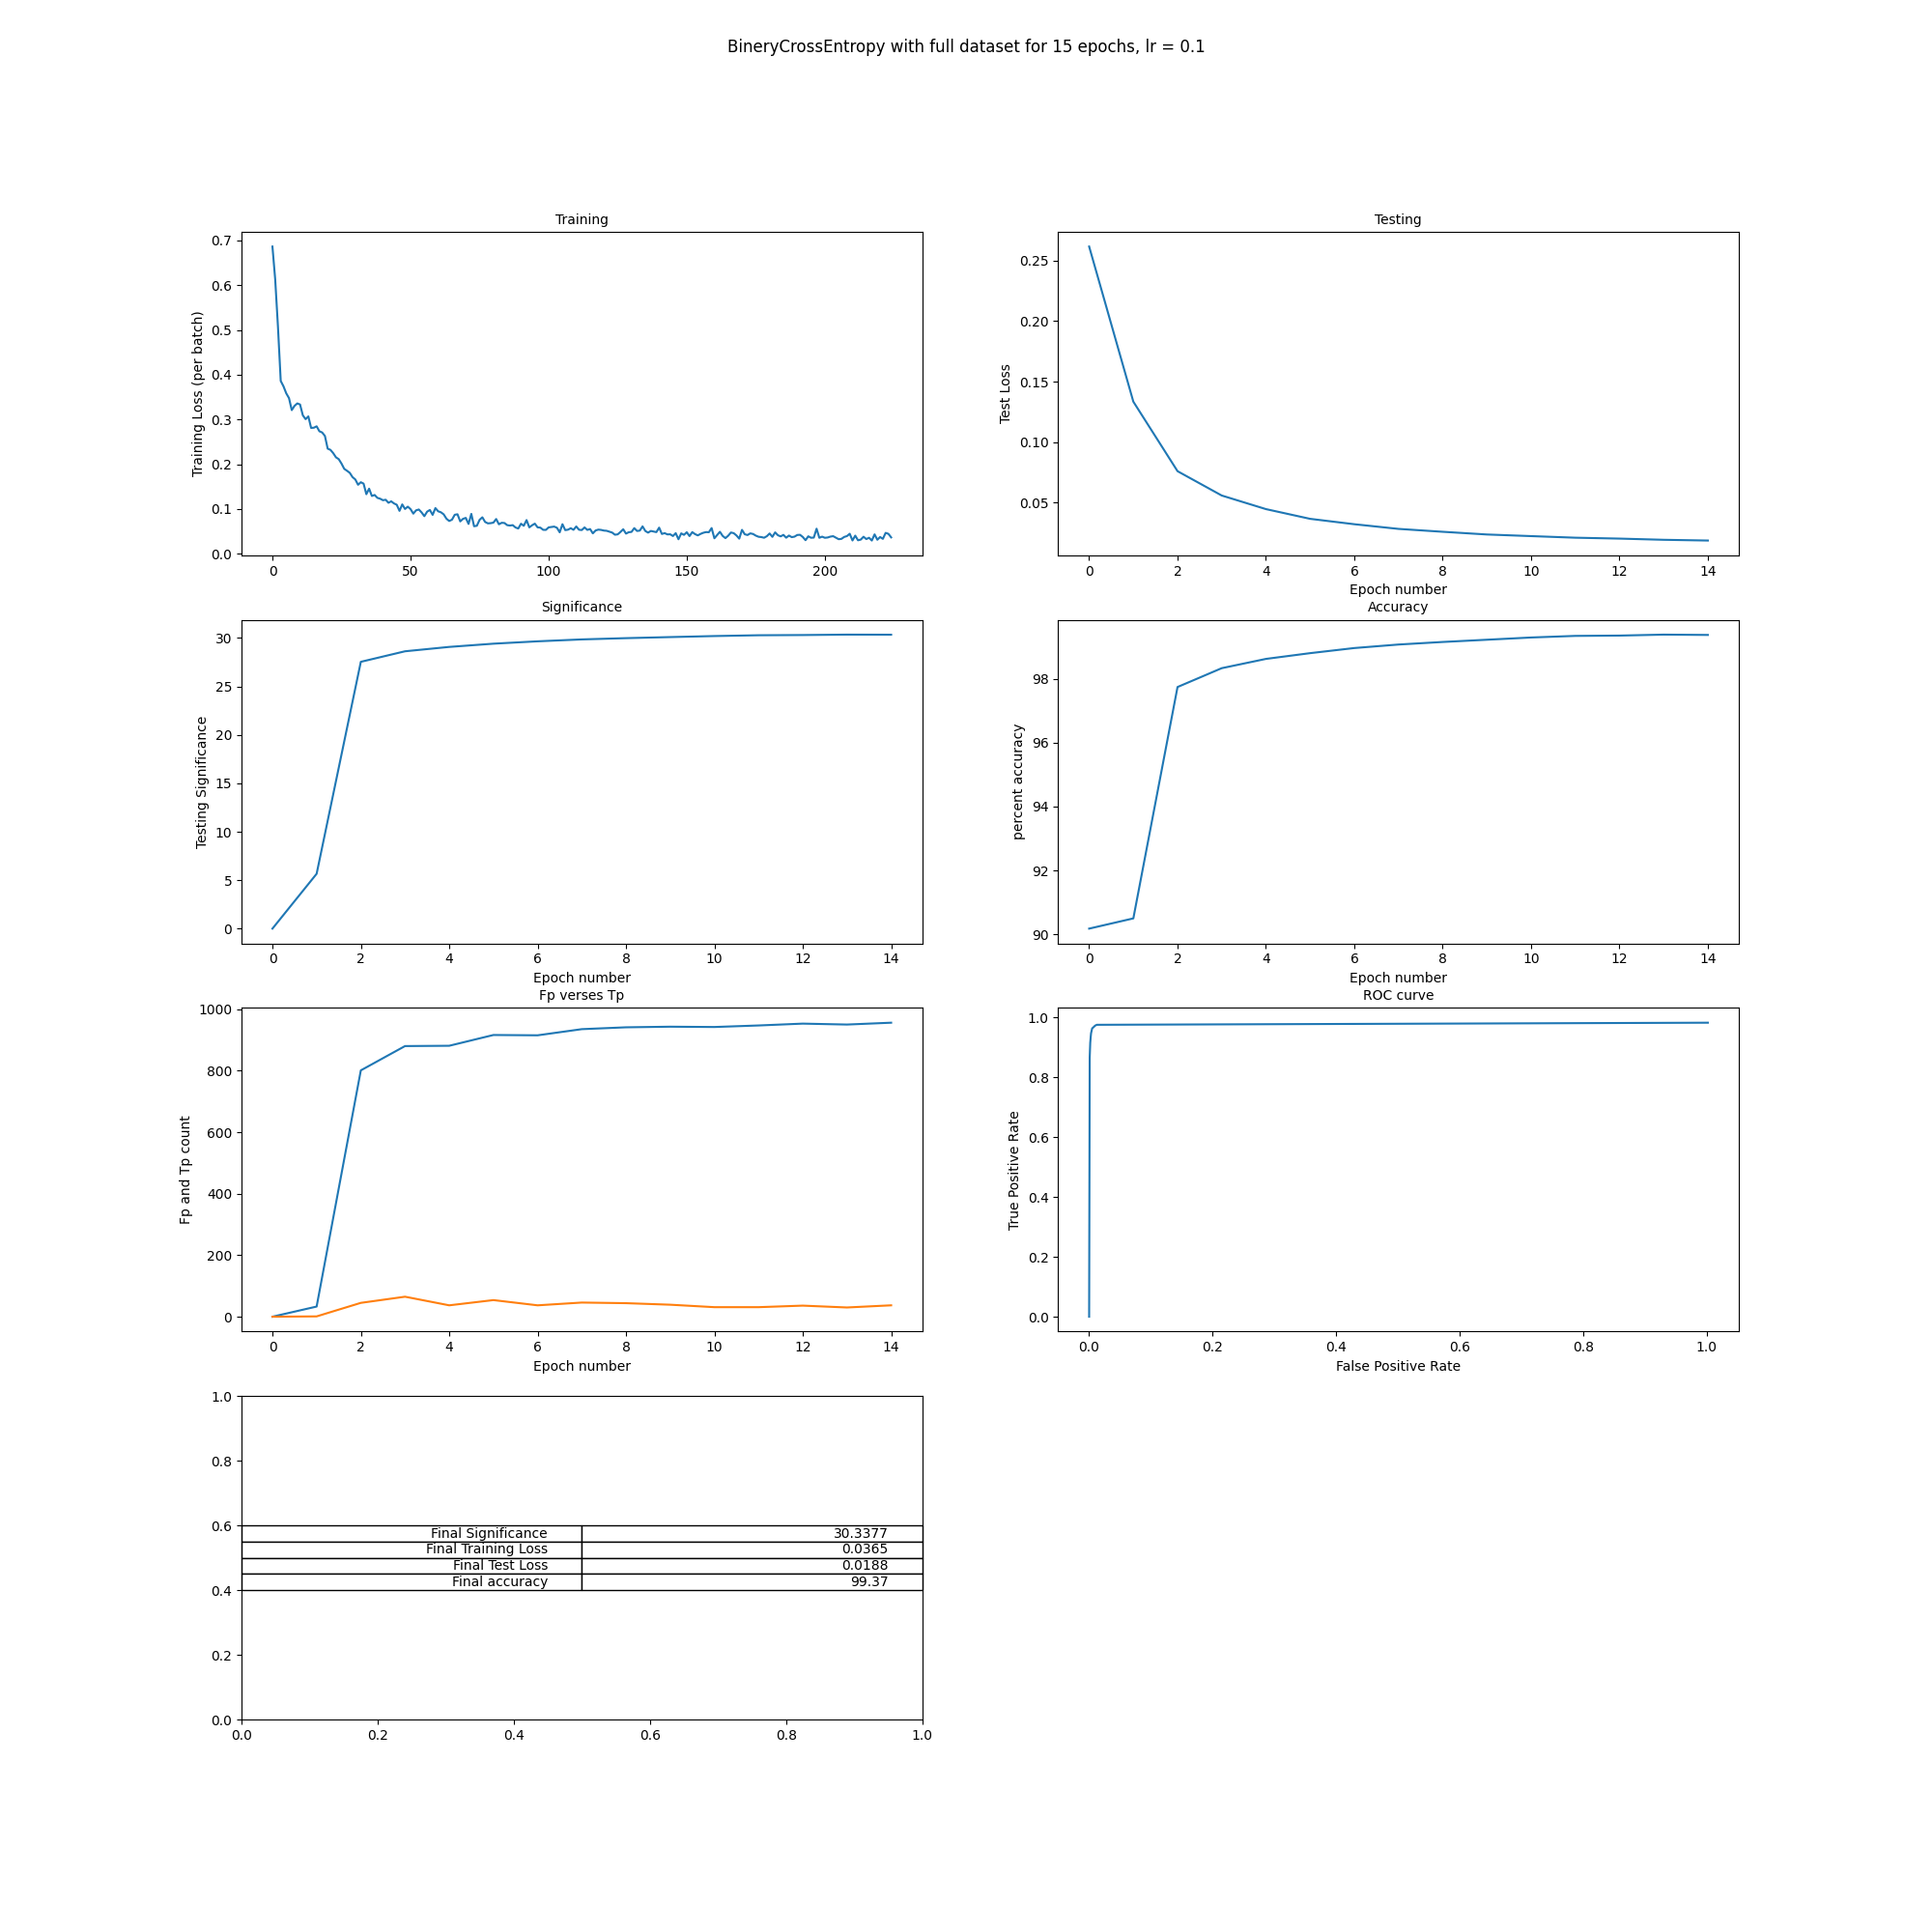 BineryCrossEntropy with full dataset for 15 epochs, lr = 0.1
Training
Training Loss (per batch)
0.7
0.6
0.5
0.4
0.3
0.2
0.1
0.0
0 50 100 150 200
Testing
Test Loss
0.25
0.20
0.15
0.10
0.05
0 2 4 6 8 10 12 14
Epoch number
Significance
Testing Significance
30
25
20
15
10
5
0
0 2 4 6 8 10 12 14
Epoch number
Accuracy
percent accuracy
98
96
94
92
90
0 2 4 6 8 10 12 14
Epoch number
Fp verses Tp
Fp and Tp count
1000
800
600
400
200
0
0 2 4 6 8 10 12 14
Epoch number
ROC curve
True Positive Rate
1.0
0.8
0.6
0.4
0.2
0.0
0.0 0.2 0.4 0.6 0.8 1.0
False Positive Rate
1.0
0.8
0.6
0.4
0.2
0.0
Final Significance 30.3377
Final Training Loss 0.0365
Final Test Loss 0.0188
Final accuracy 99.37
0.0 0.2 0.4 0.6 0.8 1.0